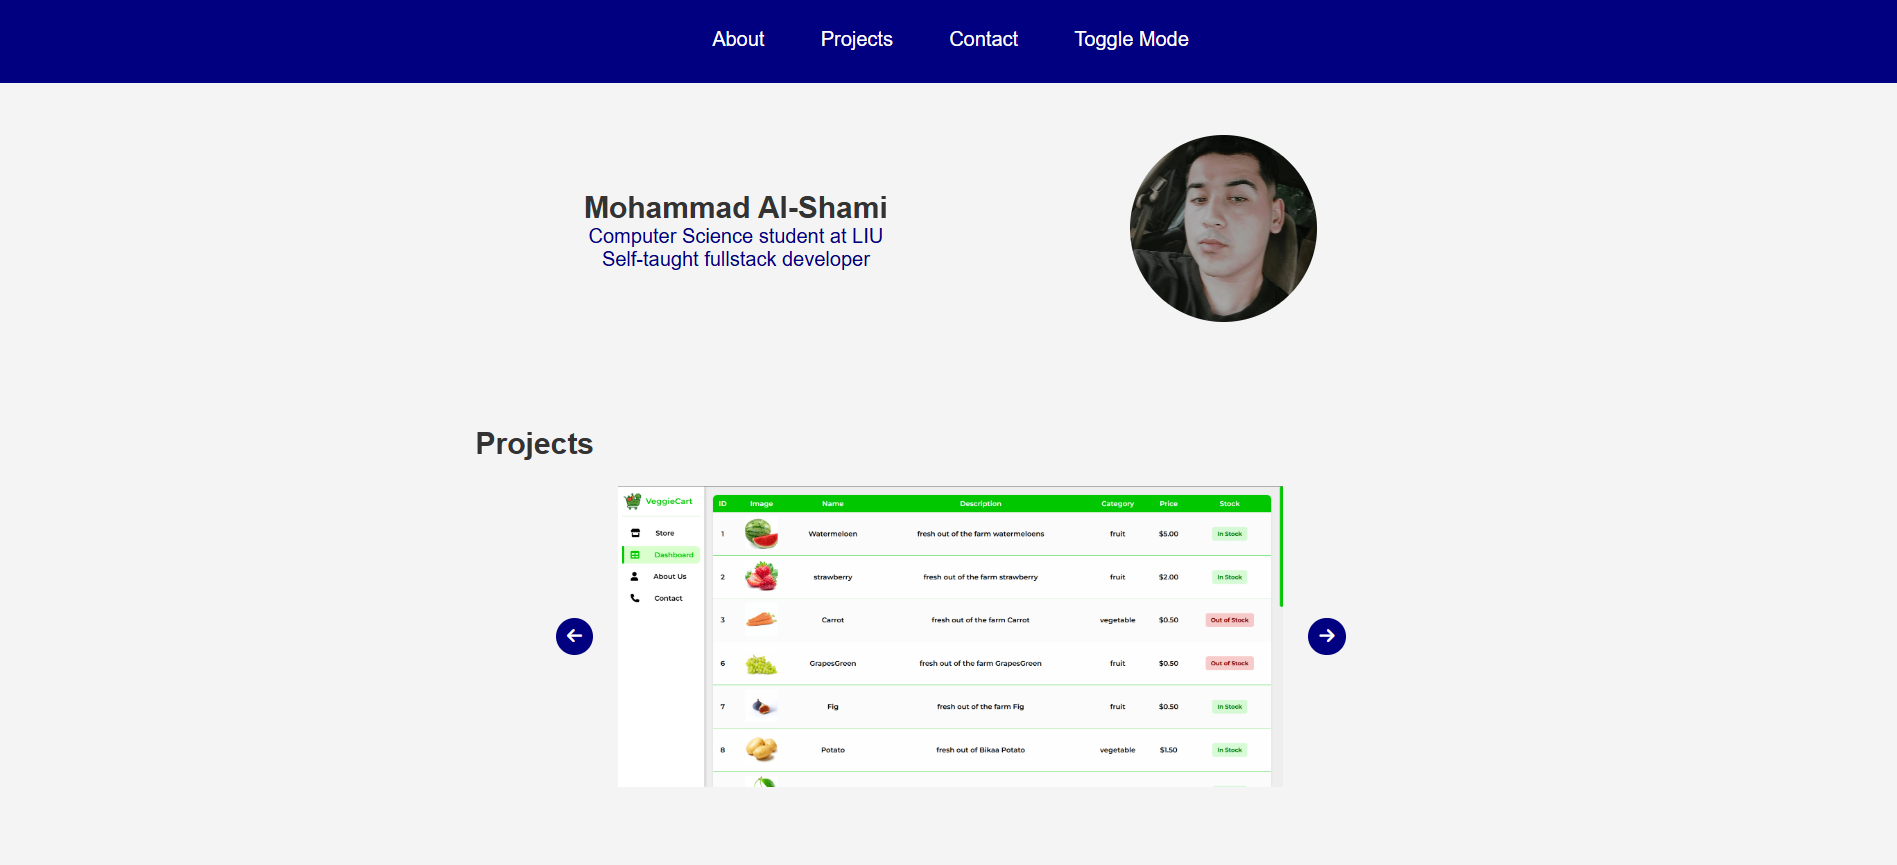 About Projects Contact Toggle Mode
Mohammad Al-Shami
Computer Science student at LIU
Self-taught fullstack developer
Projects
VeggieCart
Store
Dashboard
About Us
Contact
ID Image Name Description Category Price Stock
1 Watermeloen fresh out of the farm watermeloens fruit $5.00 In Stock
2 strawberry fresh out of the farm strawberry fruit $2.00 In Stock
3 Carrot fresh out of the farm Carrot vegetable $0.50 Out of Stock
6 GrapesGreen fresh out of the farm GrapesGreen fruit $0.50 Out of Stock
7 Fig fresh out of the farm Fig fruit $0.50 In Stock
8 Potato fresh out of Bikaa Potato vegetable $1.50 In Stock